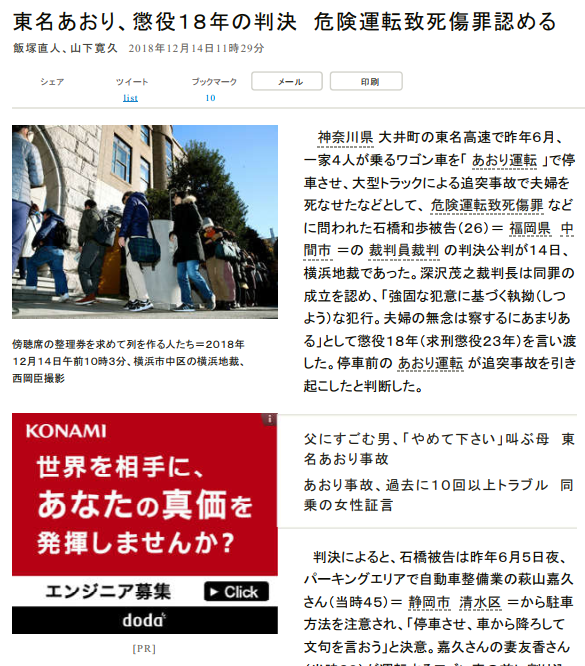 東名あおり、懲役18年の判決　危険運転致死傷罪認める
飯塚直人、山下寛久　2018年12月14日11時29分
シェア
ツイート
list
ブックマーク
10
メール
印刷
傍聴席の整理券を求めて列を作る人たち＝2018年
12月14日午前10時3分、横浜市中区の横浜地裁、
西岡臣撮影
KONAMI
世界を相手に、
あなたの真価を
発揮しませんか?
エンジニア募集
Click
doda
[PR]
神奈川県 大井町の東名高速で昨年6月、
一家4人が乗るワゴン車を「 あおり運転 」で停
車させ、大型トラックによる追突事故で夫婦を
死なせたなどとして、 危険運転致死傷罪 など
に問われた石橋和歩被告(26)＝ 福岡県 中
間市 ＝の 裁判員裁判 の判決公判が14日、
横浜地裁であった。深沢茂之裁判長は同罪の
成立を認め、「強固な犯意に基づく執拗(しつ
よう)な犯行。夫婦の無念は察するにあまりあ
る」として懲役18年(求刑懲役23年)を言い渡
した。停車前の あおり運転 が追突事故を引き
起こしたと判断した。
父にすごむ男、「やめて下さい」叫ぶ母　東
名あおり事故
あおり事故、過去に10回以上トラブル　同
乗の女性証言
判決によると、石橋被告は昨年6月5日夜、
パーキングエリアで自動車整備業の萩山嘉久
さん(当時45)＝ 静岡市 清水区 ＝から駐車
方法を注意され、「停車させ、車から降ろして
文句を言おう」と決意。嘉久さんの妻友香さん